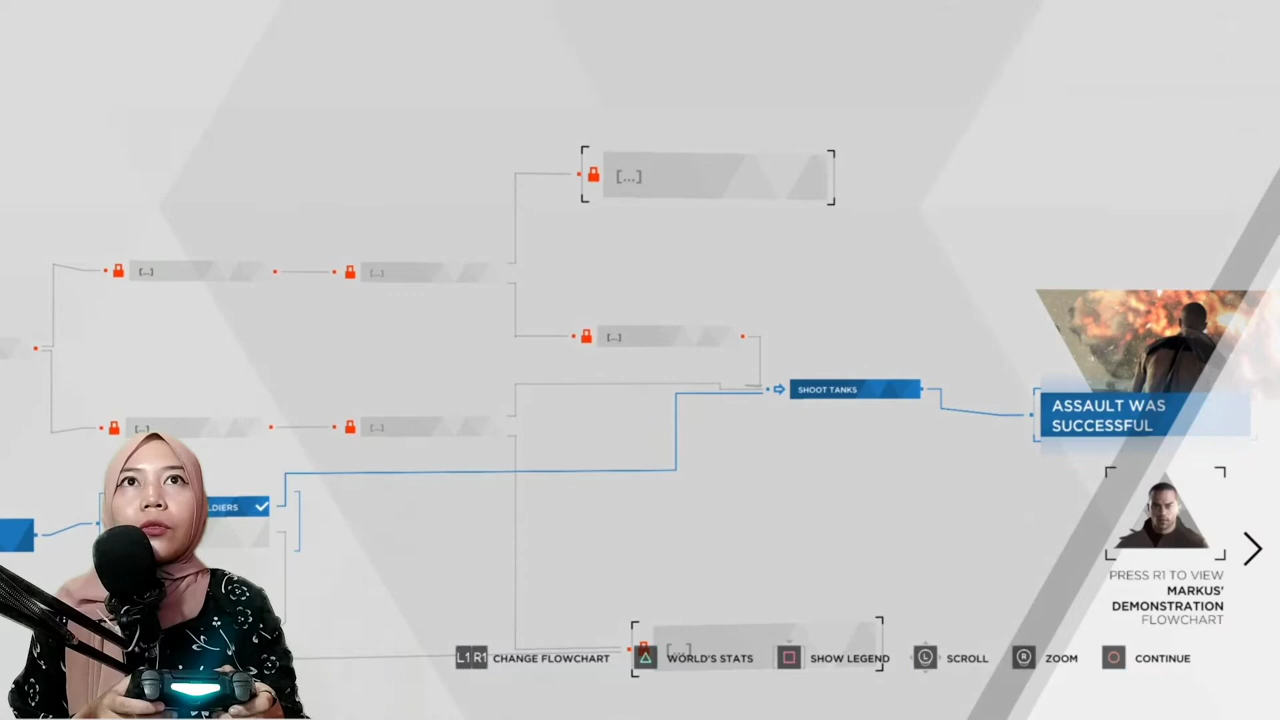 [...]
[...]
[...]
[...]
SHOOT TANKS
ASSAULT WAS
SUCCESSFUL
[...]
[...]
LDIERS
PRESS R1 TO VIEW
MARKUS'
DEMONSTRATION
FLOWCHART
[...]
L1 R1 CHANGE FLOWCHART
WORLD'S STATS
SHOW LEGEND
L SCROLL
R ZOOM
CONTINUE